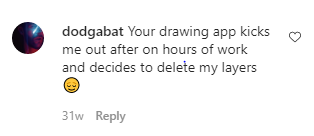 dodgabat Your drawing app kicks
me out after on hours of work
and decides to delete my layers
😔
31w Reply